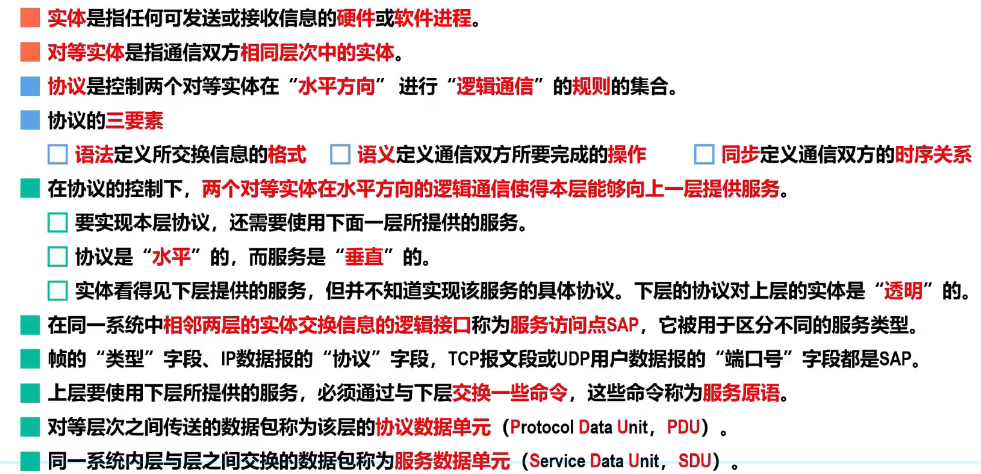 实体是指任何可发送或接收信息的硬件或软件进程。
对等实体是指通信双方相同层次中的实体。
协议是控制两个对等实体在“水平方向” 进行“逻辑通信”的规则的集合。
协议的三要素
语法定义所交换信息的格式 语义定义通信双方所要完成的操作 同步定义通信双方的时序关系
在协议的控制下，两个对等实体在水平方向的逻辑通信使得本层能够向上一层提供服务。
要实现本层协议，还需要使用下面一层所提供的服务。
协议是“水平”的，而服务是“垂直”的。
实体看得见下层提供的服务，但并不知道实现该服务的具体协议。下层的协议对上层的实体是“透明”的。
在同一系统中相邻两层的实体交换信息的逻辑接口称为服务访问点SAP，它被用于区分不同的服务类型。
帧的“类型”字段、IP数据报的“协议”字段，TCP报文段或UDP用户数据报的“端口号”字段都是SAP。
上层要使用下层所提供的服务，必须通过与下层交换一些命令，这些命令称为服务原语。
对等层次之间传送的数据包称为该层的协议数据单元（Protocol Data Unit，PDU）。
同一系统内层与层之间交换的数据包称为服务数据单元（Service Data Unit，SDU）。